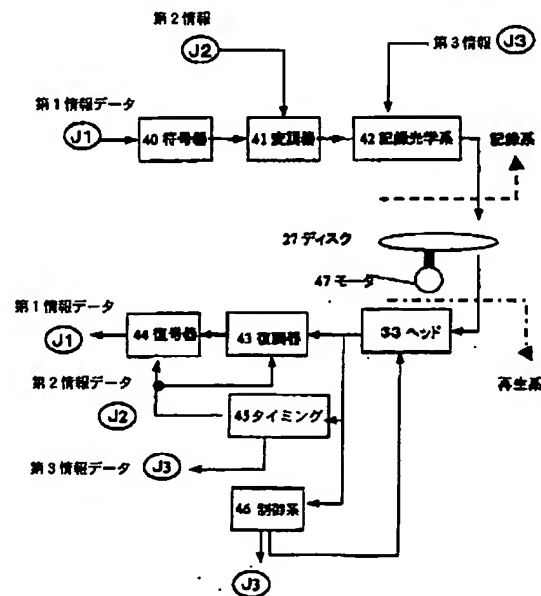 第2情報
J2
第3情報 J3
第1情報データ
J1
40 符号器
41 変調器
42 記録光学系
記録系
27 ディスク
47 モータ
第1情報データ
J1
44 復号器
43 復調器
33 ヘッド
再生系
第2情報データ
J2
45 タイミング
第3情報データ J3
46 制御系
J3